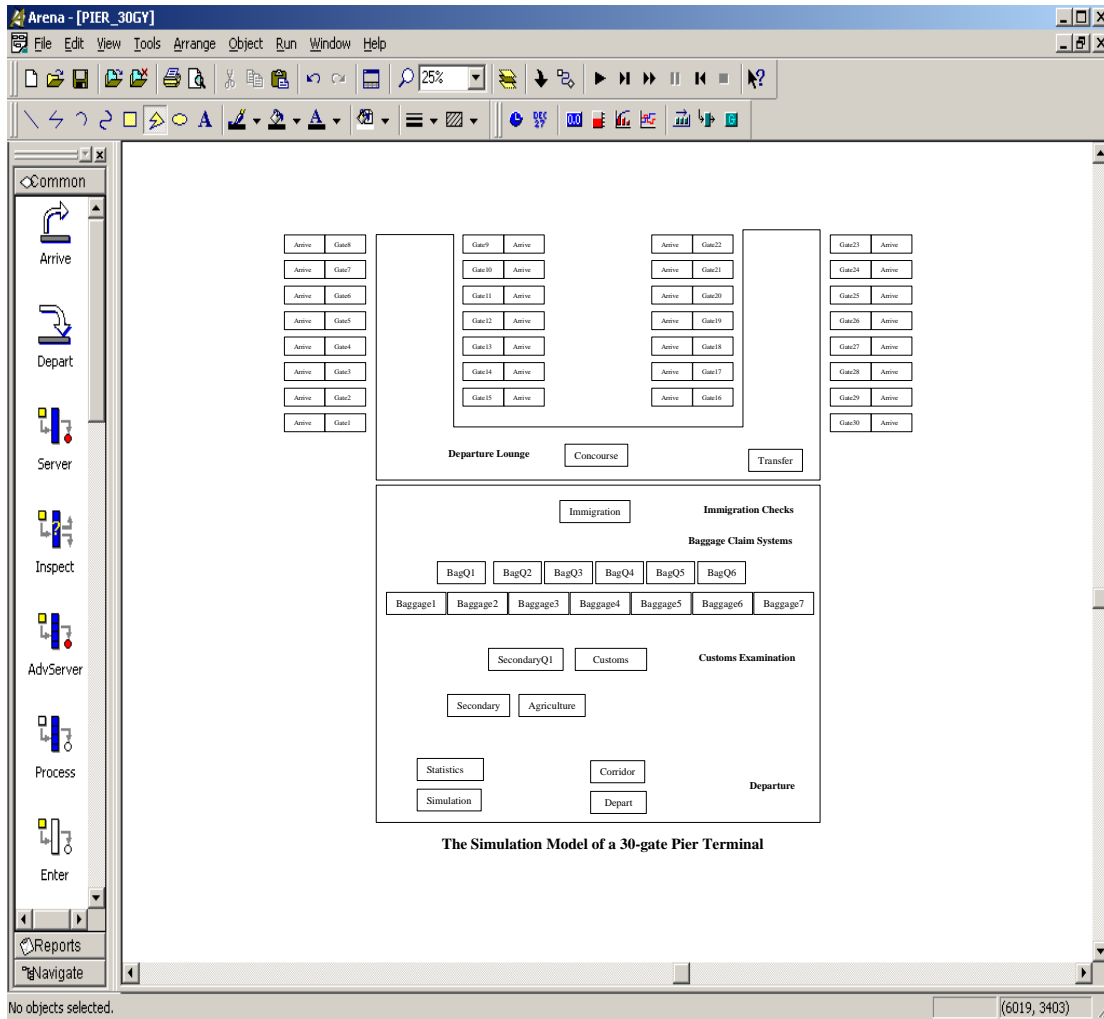 Arena - [PIER_30GY]
File Edit View Tools Arrange Object Run Window Help
25%
Common
Arrive
Depart
Server
Inspect
AdvServer
Process
Enter
Reports
Navigate
Arrive Gate8 Gate9 Arrive Arrive Gate22 Gate23 Arrive
Arrive Gate7 Gate10 Arrive Arrive Gate21 Gate24 Arrive
Arrive Gate6 Gate11 Arrive Arrive Gate20 Gate25 Arrive
Arrive Gate5 Gate12 Arrive Arrive Gate19 Gate26 Arrive
Arrive Gate4 Gate13 Arrive Arrive Gate18 Gate27 Arrive
Arrive Gate3 Gate14 Arrive Arrive Gate17 Gate28 Arrive
Arrive Gate2 Gate15 Arrive Arrive Gate16 Gate29 Arrive
Arrive Gate1 Gate30 Arrive
Departure Lounge Concourse Transfer
Immigration Immigration Checks
Baggage Claim Systems
BagQ1 BagQ2 BagQ3 BagQ4 BagQ5 BagQ6
Baggage1 Baggage2 Baggage3 Baggage4 Baggage5 Baggage6 Baggage7
SecondaryQ1 Customs Customs Examination
Secondary Agriculture
Statistics Corridor
Departure
Simulation Depart
The Simulation Model of a 30-gate Pier Terminal
No objects selected. (6019, 3403)